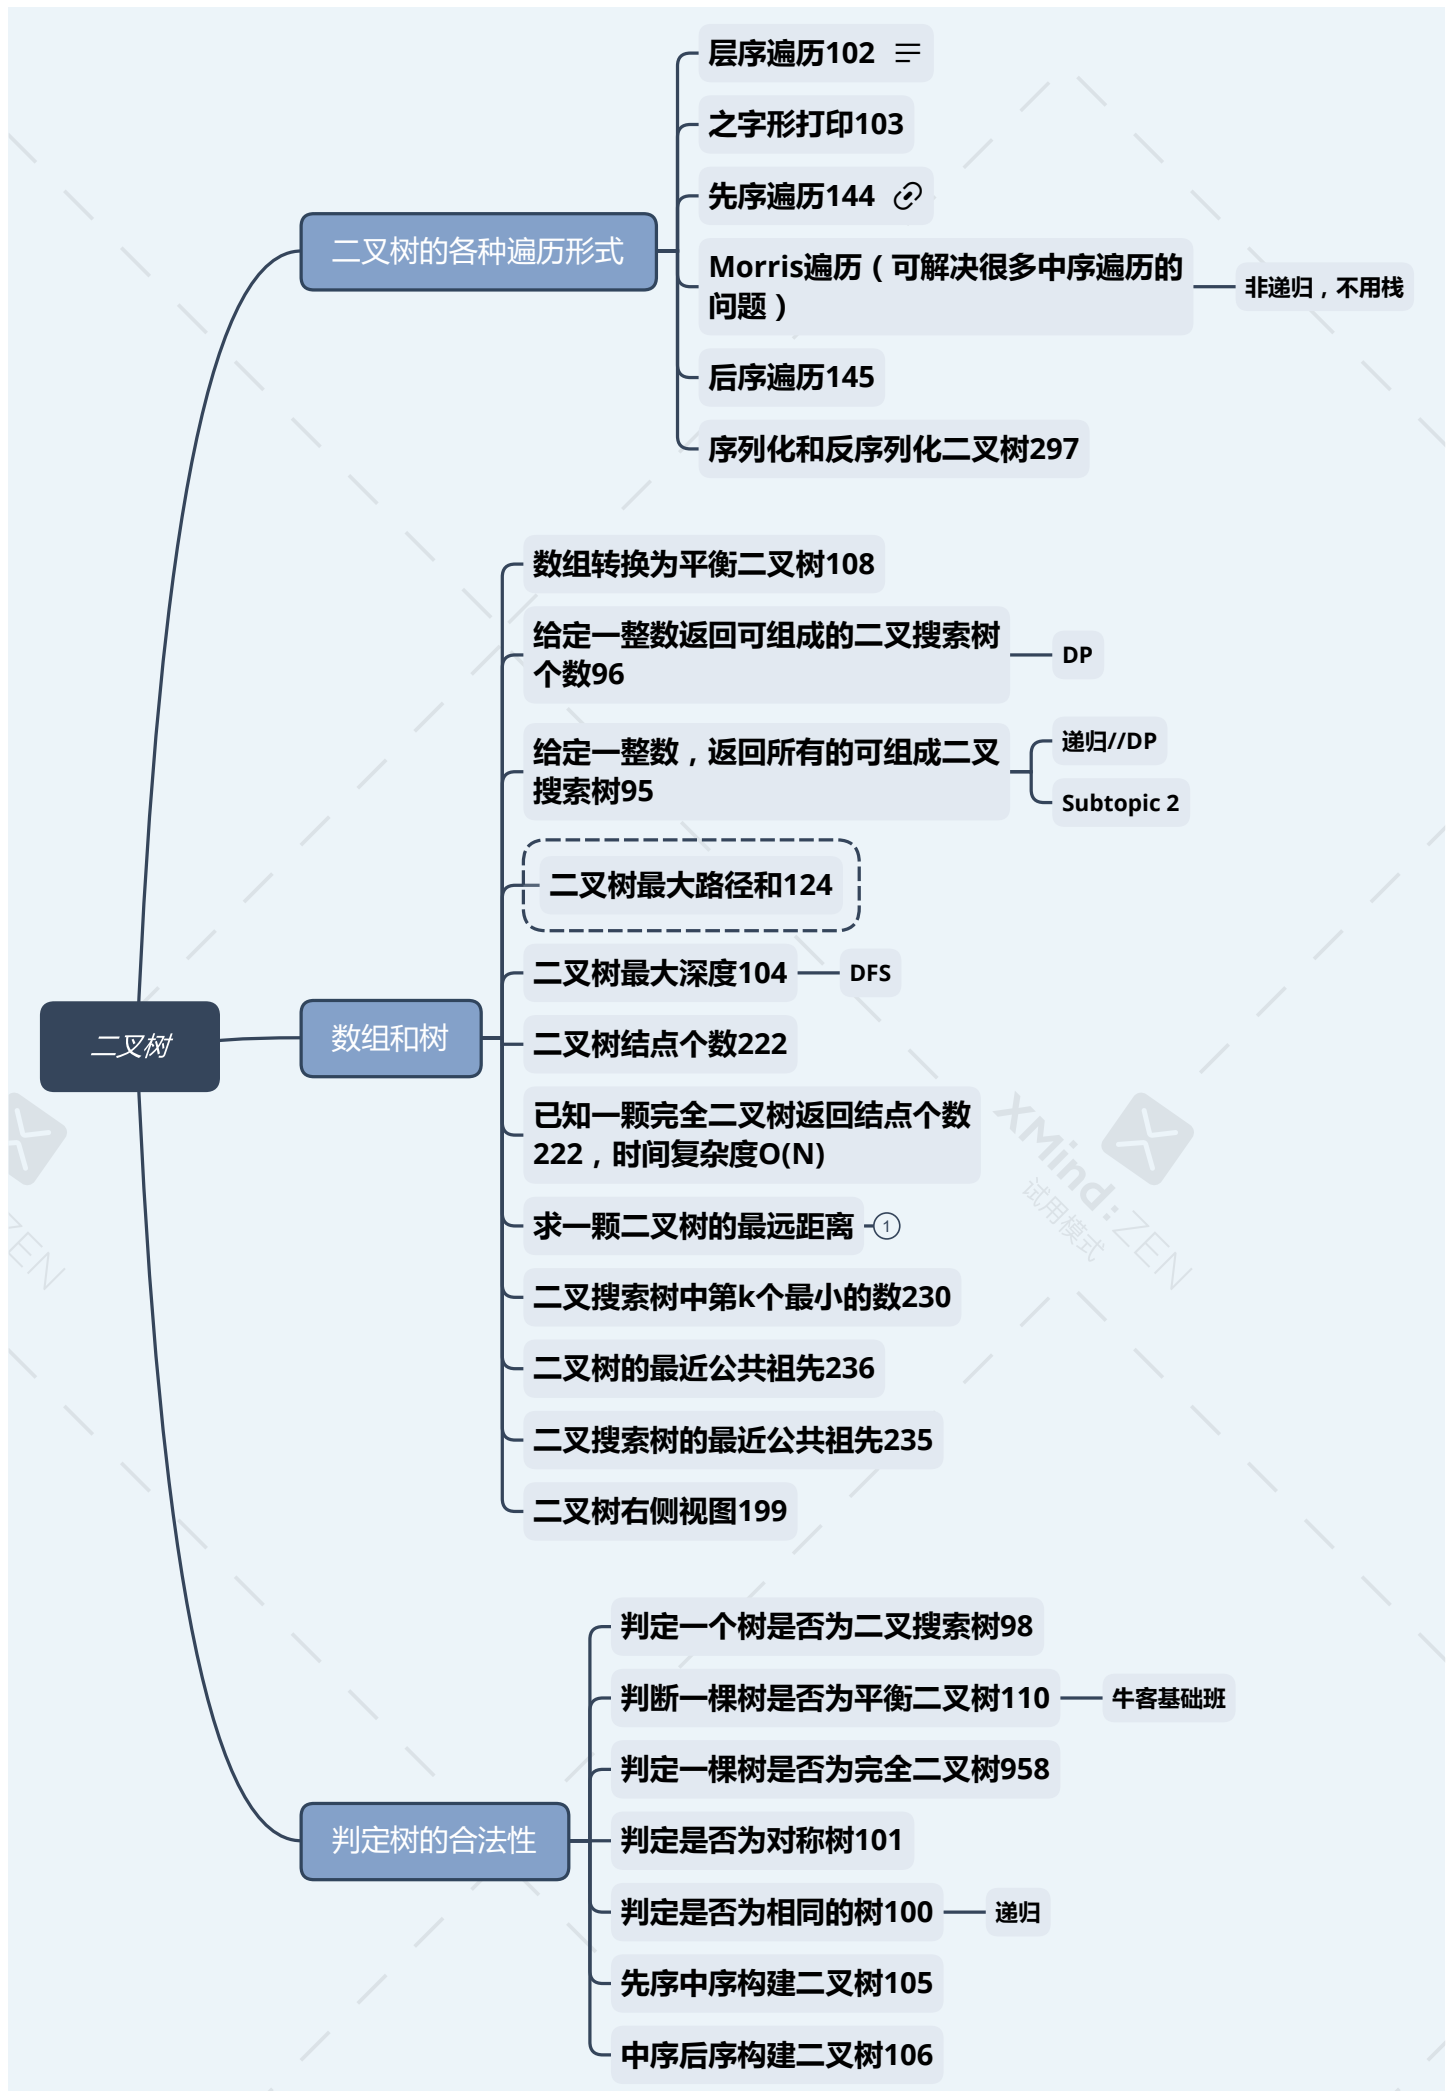 层序遍历102
之字形打印103
先序遍历144
二叉树的各种遍历形式
Morris遍历（可解决很多中序遍历的
问题）
非递归，不用栈
后序遍历145
序列化和反序列化二叉树297
数组转换为平衡二叉树108
给定一整数返回可组成的二叉搜索树
个数96
DP
给定一整数，返回所有的可组成二叉
搜索树95
递归//DP
Subtopic 2
二叉树最大路径和124
二叉树最大深度104
DFS
二叉树
数组和树
二叉树结点个数222
已知一颗完全二叉树返回结点个数
222，时间复杂度O(N)
求一颗二叉树的最远距离
1
二叉搜索树中第k个最小的数230
二叉树的最近公共祖先236
二叉搜索树的最近公共祖先235
二叉树右侧视图199
判定一个树是否为二叉搜索树98
判断一棵树是否为平衡二叉树110
牛客基础班
判定一棵树是否为完全二叉树958
判定树的合法性
判定是否为对称树101
判定是否为相同的树100
递归
先序中序构建二叉树105
中序后序构建二叉树106
XMind:ZEN
试用模式
ZEN